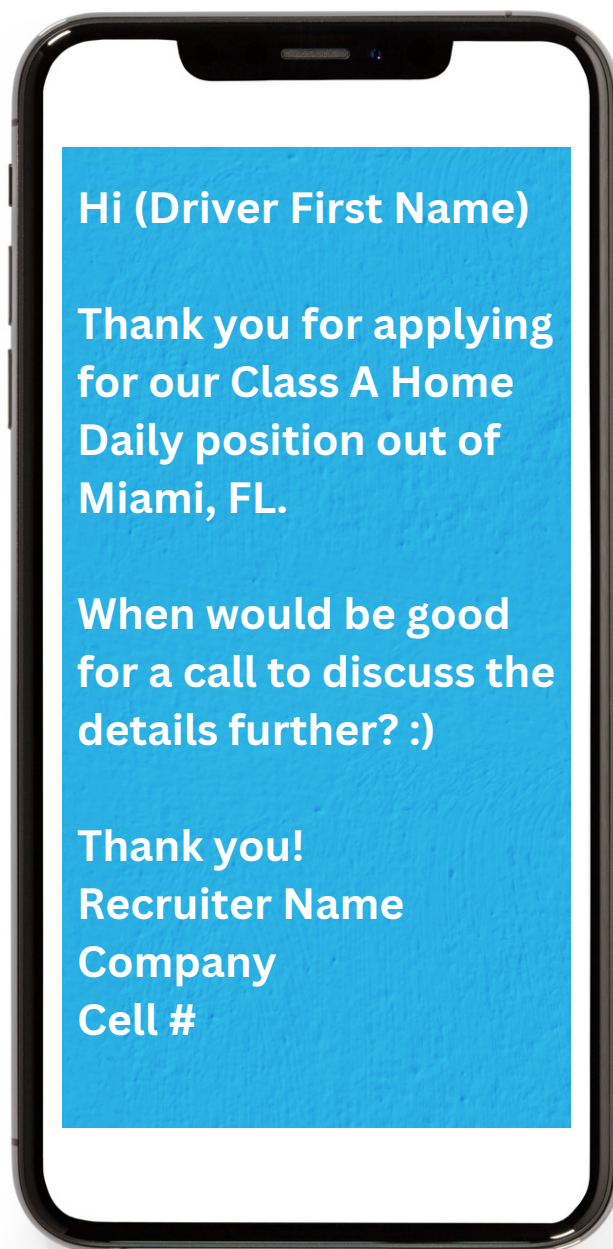 Hi (Driver First Name)
Thank you for applying
for our Class A Home
Daily position out of
Miami, FL.
When would be good
for a call to discuss the
details further? :)
Thank you!
Recruiter Name
Company
Cell #